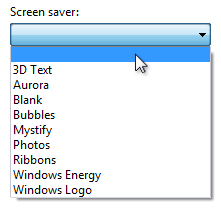 Screen saver:
3D Text
Aurora
Blank
Bubbles
Mystify
Photos
Ribbons
Windows Energy
Windows Logo